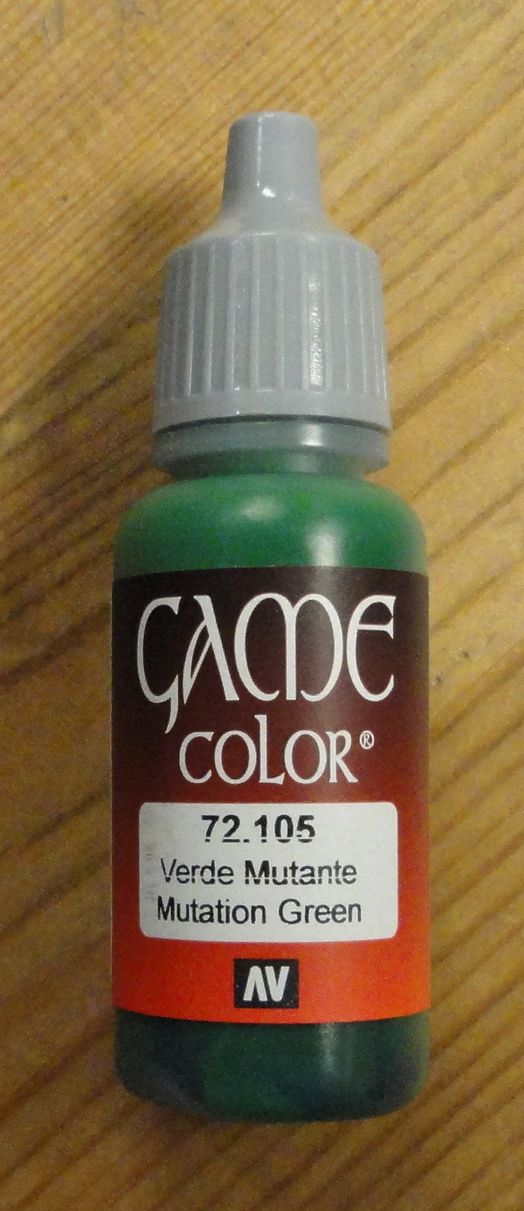 GAME
COLOR®
72.105
Verde Mutante
Mutation Green
AV